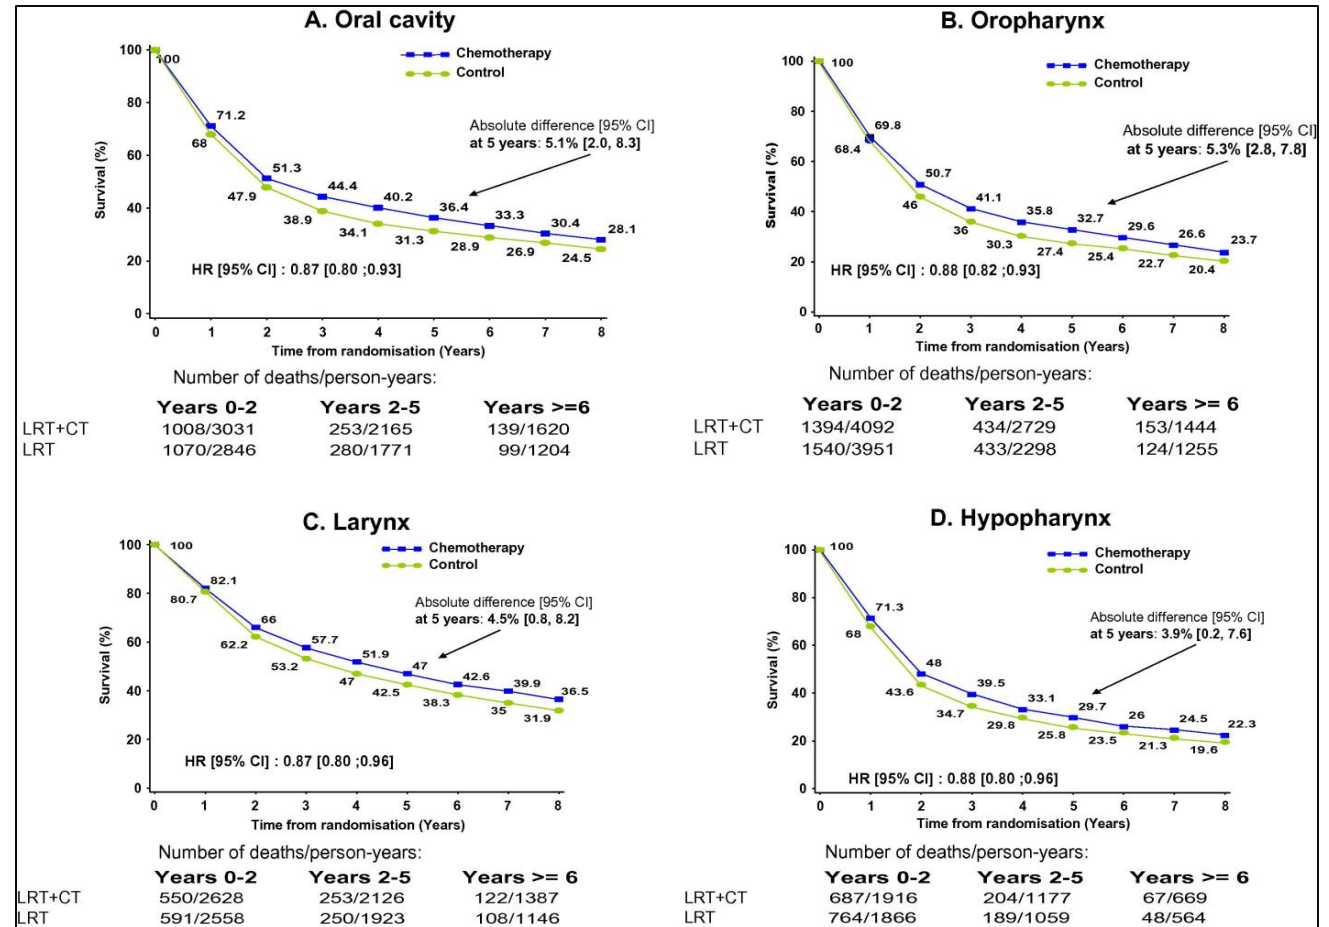 A. Oral cavity
Chemotherapy
Control
Survival (%)
100
80
60
40
20
0
100
71.2
68
51.3
47.9
44.4
38.9
40.2
34.1
36.4
31.3
33.3
28.9
30.4
26.9
28.1
24.5
Absolute difference [95% CI]
at 5 years: 5.1% [2.0, 8.3]
HR [95% CI] : 0.87 [0.80 ;0.93]
0 1 2 3 4 5 6 7 8
Time from randomisation (Years)
Number of deaths/person-years:
Years 0-2 Years 2-5 Years >=6
LRT+CT 1008/3031 253/2165 139/1620
LRT 1070/2846 280/1771 99/1204
B. Oropharynx
Chemotherapy
Control
Survival (%)
100
80
60
40
20
0
100
69.8
68.4
50.7
46
41.1
36
35.8
30.3
32.7
27.4
29.6
25.4
26.6
22.7
23.7
20.4
Absolute difference [95% CI]
at 5 years: 5.3% [2.8, 7.8]
HR [95% CI] : 0.88 [0.82 ;0.93]
0 1 2 3 4 5 6 7 8
Time from randomisation (Years)
Number of deaths/person-years:
Years 0-2 Years 2-5 Years >= 6
LRT+CT 1394/4092 434/2729 153/1444
LRT 1540/3951 433/2298 124/1255
C. Larynx
Chemotherapy
Control
Survival (%)
100
80
60
40
20
0
100
82.1
80.7
66
62.2
57.7
53.2
51.9
47
47
42.5
42.6
38.3
39.9
35
36.5
31.9
Absolute difference [95% CI]
at 5 years: 4.5% [0.8, 8.2]
HR [95% CI] : 0.87 [0.80 ;0.96]
0 1 2 3 4 5 6 7 8
Time from randomisation (Years)
Number of deaths/person-years:
Years 0-2 Years 2-5 Years >= 6
LRT+CT 550/2628 253/2126 122/1387
LRT 591/2558 250/1923 108/1146
D. Hypopharynx
Chemotherapy
Control
Survival (%)
100
80
60
40
20
0
100
71.3
68
48
43.6
39.5
34.7
33.1
29.8
29.7
25.8
26
23.5
24.5
21.3
22.3
19.6
Absolute difference [95% CI]
at 5 years: 3.9% [0.2, 7.6]
HR [95% CI] : 0.88 [0.80 ;0.96]
0 1 2 3 4 5 6 7 8
Time from randomisation (Years)
Number of deaths/person-years:
Years 0-2 Years 2-5 Years >= 6
LRT+CT 687/1916 204/1177 67/669
LRT 764/1866 189/1059 48/564